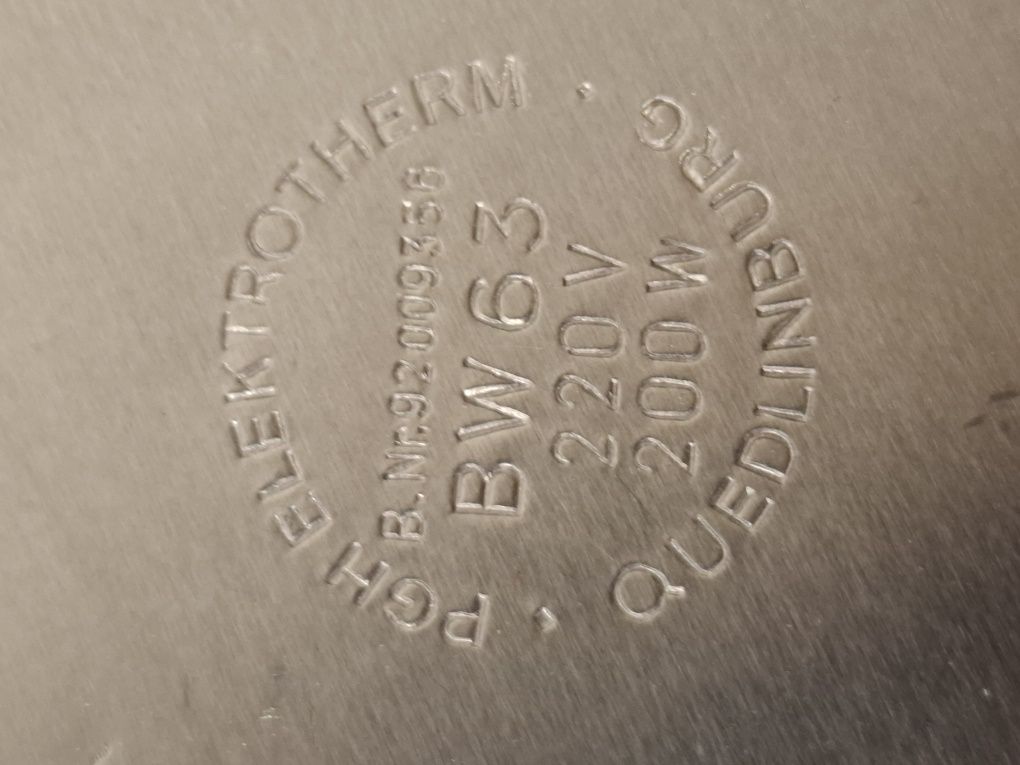 PGH ELEKTROTHERM
B.Nr.92009356
BW63
220V
200W
QUEDLINBURG